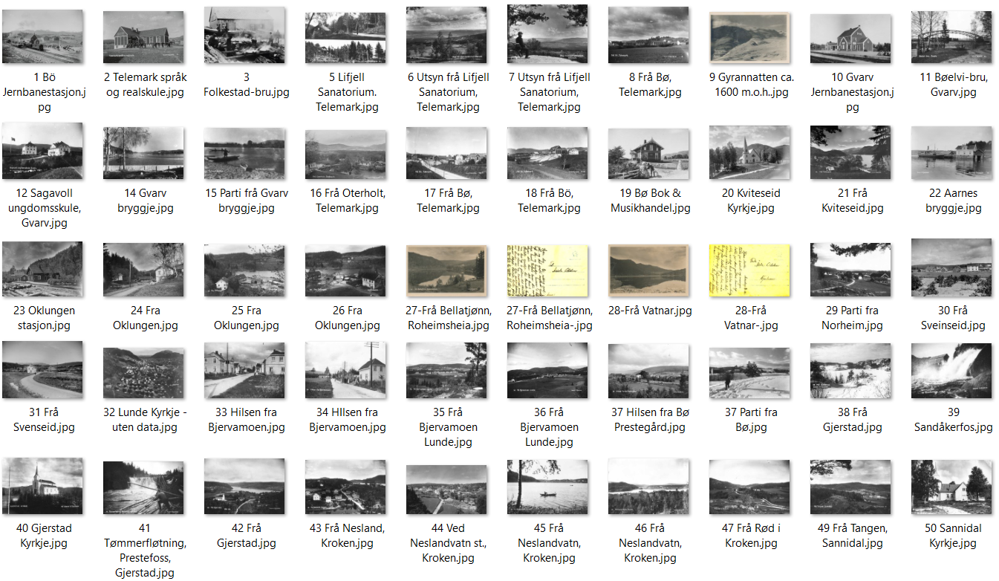 1 Bö
Jernbanestasjon.j
pg
2 Telemark språk
og realskule.jpg
3
Folkestad-bru.jpg
5 Lifjell
Sanatorium.
Telemark.jpg
6 Utsyn frå Lifjell
Sanatorium,
Telemark.jpg
7 Utsyn frå Lifjell
Sanatorium,
Telemark.jpg
8 Frå Bø,
Telemark.jpg
9 Gyrannatten ca.
1600 m.o.h..jpg
10 Gvarv
Jernbanestasjon.j
pg
11 Bøelvi-bru,
Gvarv.jpg
12 Sagavoll
ungdomsskule,
Gvarv.jpg
14 Gvarv
bryggje.jpg
15 Parti frå Gvarv
bryggje.jpg
16 Frå Oterholt,
Telemark.jpg
17 Frå Bø,
Telemark.jpg
18 Frå Bö,
Telemark.jpg
19 Bø Bok &
Musikhandel.jpg
20 Kviteseid
Kyrkje.jpg
21 Frå
Kviteseid.jpg
22 Aarnes
bryggje.jpg
23 Oklungen
stasjon.jpg
24 Fra
Oklungen.jpg
25 Fra
Oklungen.jpg
26 Fra
Oklungen.jpg
27-Frå Bellatjønn,
Roheimsheia.jpg
27-Frå Bellatjønn,
Roheimsheia-.jpg
28-Frå Vatnar.jpg
28-Frå
Vatnar-.jpg
29 Parti fra
Norheim.jpg
30 Frå
Sveinseid.jpg
31 Frå
Svenseid.jpg
32 Lunde Kyrkje -
uten data.jpg
33 Hilsen fra
Bjervamoen.jpg
34 HIlsen fra
Bjervamoen.jpg
35 Frå
Bjervamoen
Lunde.jpg
36 Frå
Bjervamoen
Lunde.jpg
37 Hilsen fra Bø
Prestegård.jpg
37 Parti fra
Bø.jpg
38 Frå
Gjerstad.jpg
39
Sandåkerfos.jpg
40 Gjerstad
Kyrkje.jpg
41
Tømmerfløtning,
Prestefoss,
Gjerstad.jpg
42 Frå
Gjerstad.jpg
43 Frå Nesland,
Kroken.jpg
44 Ved
Neslandvatn st.,
Kroken.jpg
45 Frå
Neslandvatn,
Kroken.jpg
46 Frå
Neslandvatn,
Kroken.jpg
47 Frå Rød i
Kroken.jpg
49 Frå Tangen,
Sannidal.jpg
50 Sannidal
Kyrkje.jpg